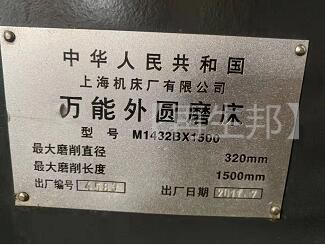 中华人民共和国
上海机床厂有限公司
万能外圆磨床
型 号 M1432BX1500
最大磨削直径 320mm
最大磨削长度 1500mm
出厂编号 出厂日期